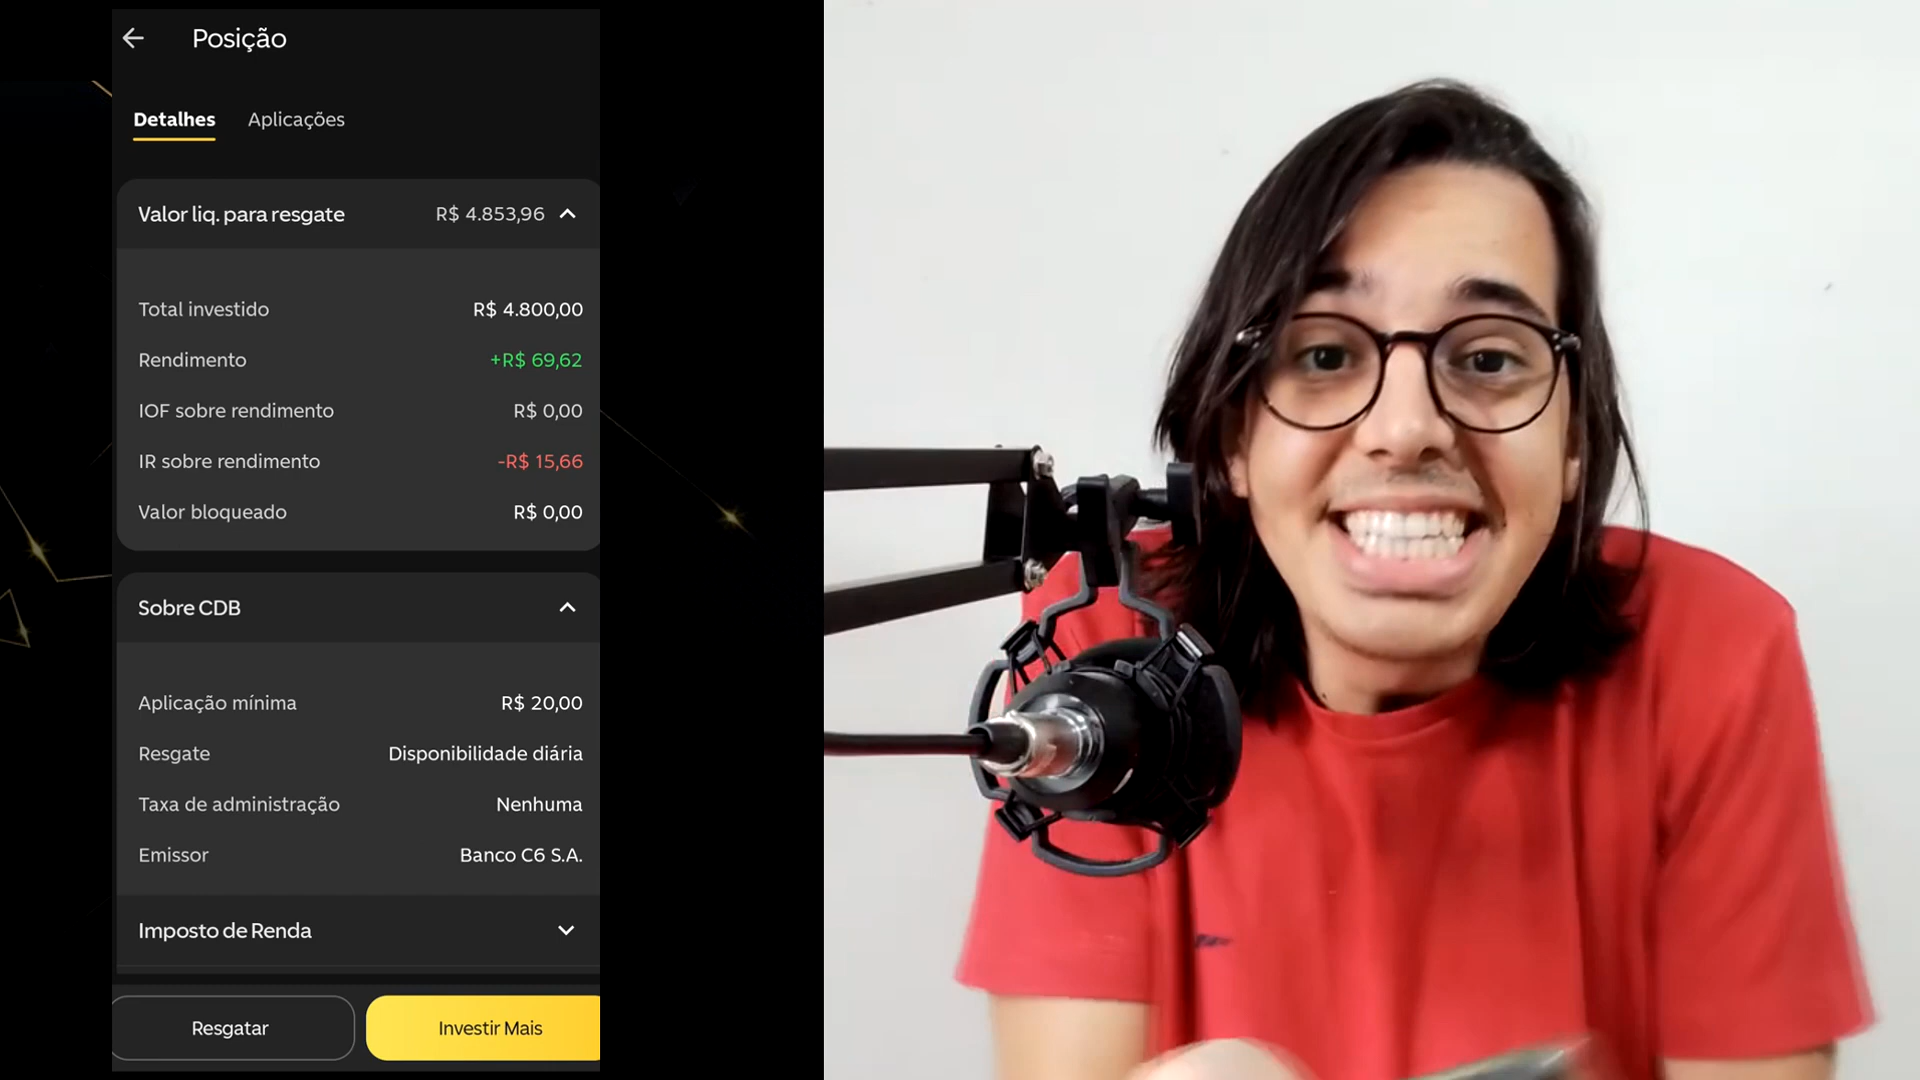 Posição
Detalhes Aplicações
Valor liq. para resgate R$ 4.853,96
Total investido R$ 4.800,00
Rendimento +R$ 69,62
IOF sobre rendimento R$ 0,00
IR sobre rendimento -R$ 15,66
Valor bloqueado R$ 0,00
Sobre CDB
Aplicação mínima R$ 20,00
Resgate Disponibilidade diária
Taxa de administração Nenhuma
Emissor Banco C6 S.A.
Imposto de Renda
Resgatar Investir Mais